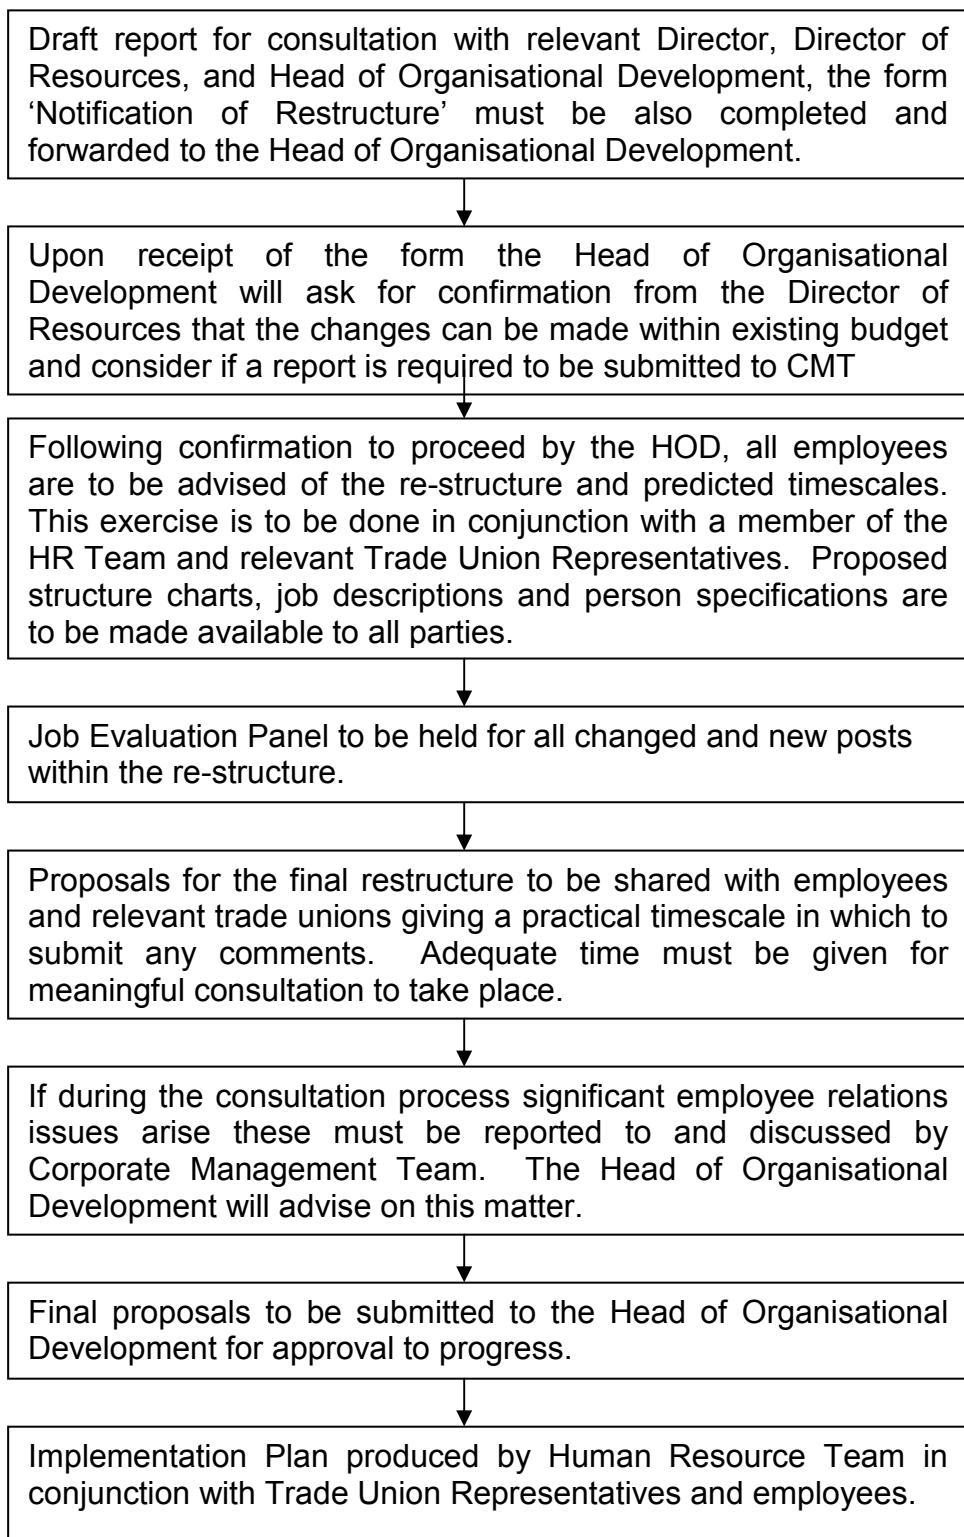 Draft report for consultation with relevant Director, Director of
Resources, and Head of Organisational Development, the form
‘Notification of Restructure’ must be also completed and
forwarded to the Head of Organisational Development.
Upon receipt of the form the Head of Organisational
Development will ask for confirmation from the Director of
Resources that the changes can be made within existing budget
and consider if a report is required to be submitted to CMT
Following confirmation to proceed by the HOD, all employees
are to be advised of the re-structure and predicted timescales.
This exercise is to be done in conjunction with a member of the
HR Team and relevant Trade Union Representatives.  Proposed
structure charts, job descriptions and person specifications are
to be made available to all parties.
Job Evaluation Panel to be held for all changed and new posts
within the re-structure.
Proposals for the final restructure to be shared with employees
and relevant trade unions giving a practical timescale in which to
submit any comments.  Adequate time must be given for
meaningful consultation to take place.
If during the consultation process significant employee relations
issues arise these must be reported to and discussed by
Corporate Management Team.  The Head of Organisational
Development will advise on this matter.
Final proposals to be submitted to the Head of Organisational
Development for approval to progress.
Implementation Plan produced by Human Resource Team in
conjunction with Trade Union Representatives and employees.